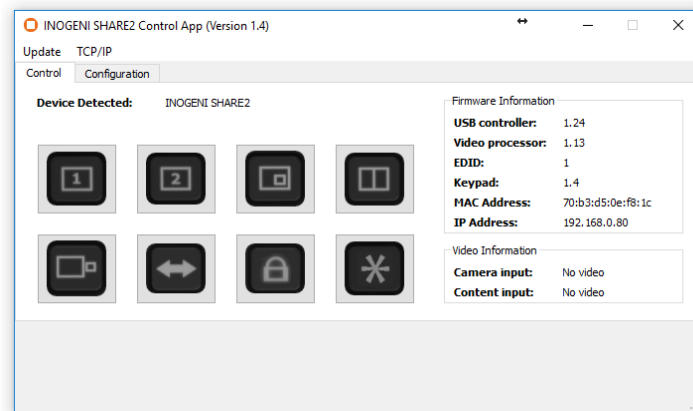 INOGENI SHARE2 Control App (Version 1.4)
Update TCP/IP
Control Configuration
Device Detected: INOGENI SHARE2
1
2
Firmware Information
USB controller: 1.24
Video processor: 1.13
EDID: 1
Keypad: 1.4
MAC Address: 70:b3:d5:0e:f8:1c
IP Address: 192.168.0.80
Video Information
Camera input: No video
Content input: No video